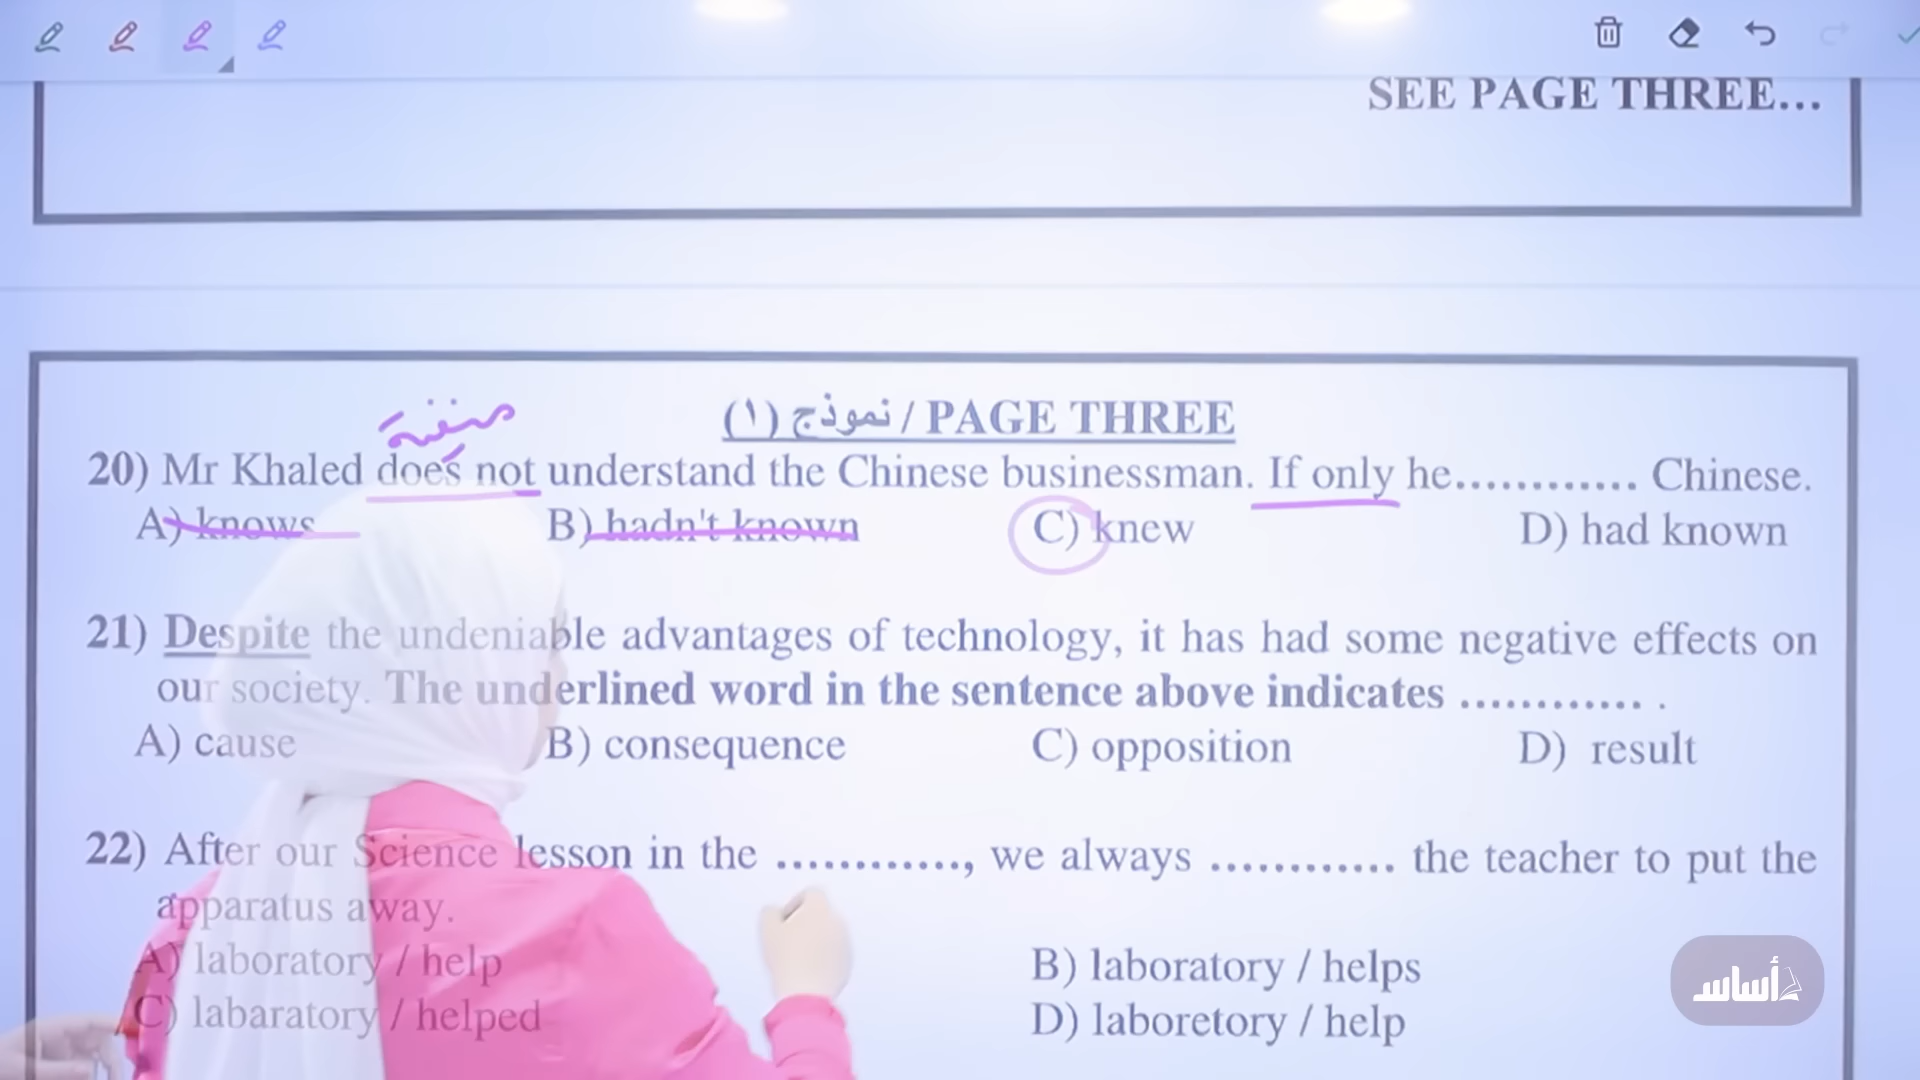 SEE PAGE THREE...
نموذج (١) / PAGE THREE
منفية
20) Mr Khaled does not understand the Chinese businessman. If only he............ Chinese.
A) knows B) hadn't known C) knew D) had known
21) Despite the undeniable advantages of technology, it has had some negative effects on
our society. The underlined word in the sentence above indicates ............ .
A) cause B) consequence C) opposition D) result
22) After our Science lesson in the ............, we always ............ the teacher to put the
apparatus away.
A) laboratory / help B) laboratory / helps
C) labaratory / helped D) laboretory / help
أساس